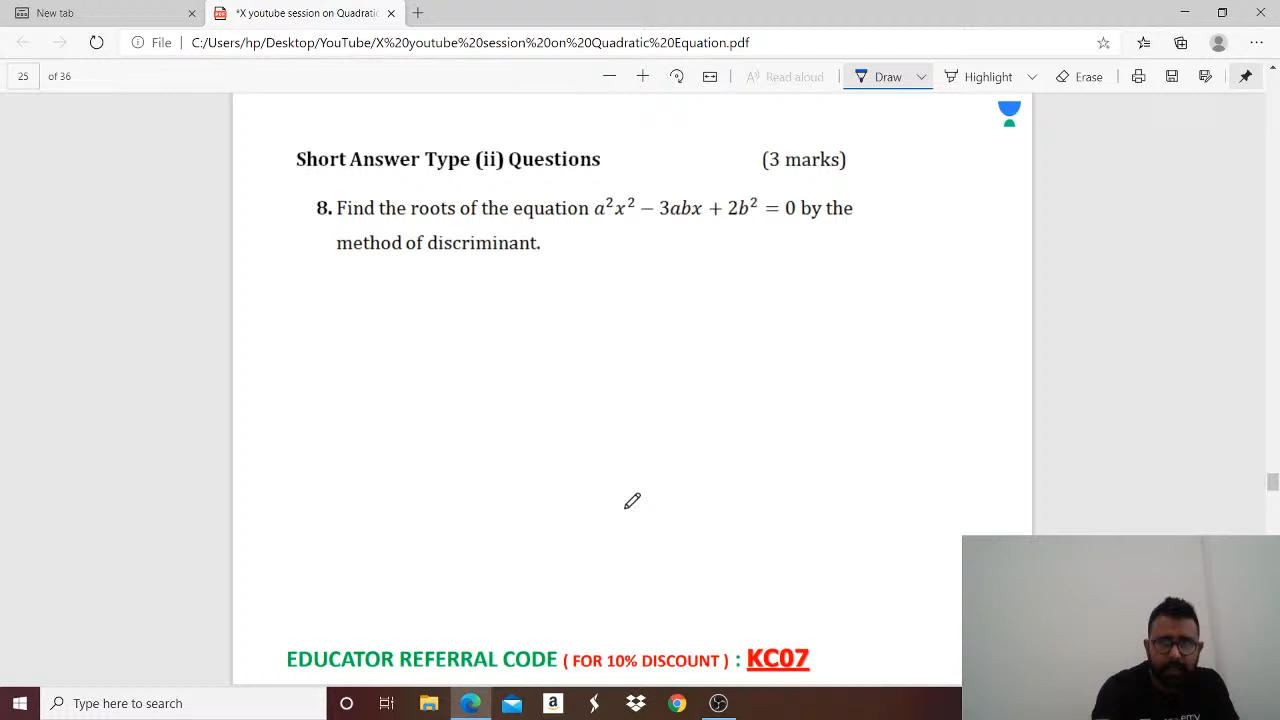 New tab
*X youtube session on Quadratic
File
C:/Users/hp/Desktop/YouTube/X%20youtube%20session%20on%20Quadratic%20Equation.pdf
25 of 36
Read aloud
Draw
Highlight
Erase
Short Answer Type (ii) Questions (3 marks)
8. Find the roots of the equation a²x² − 3abx + 2b² = 0 by the
method of discriminant.
EDUCATOR REFERRAL CODE ( FOR 10% DISCOUNT ) : KC07
Type here to search